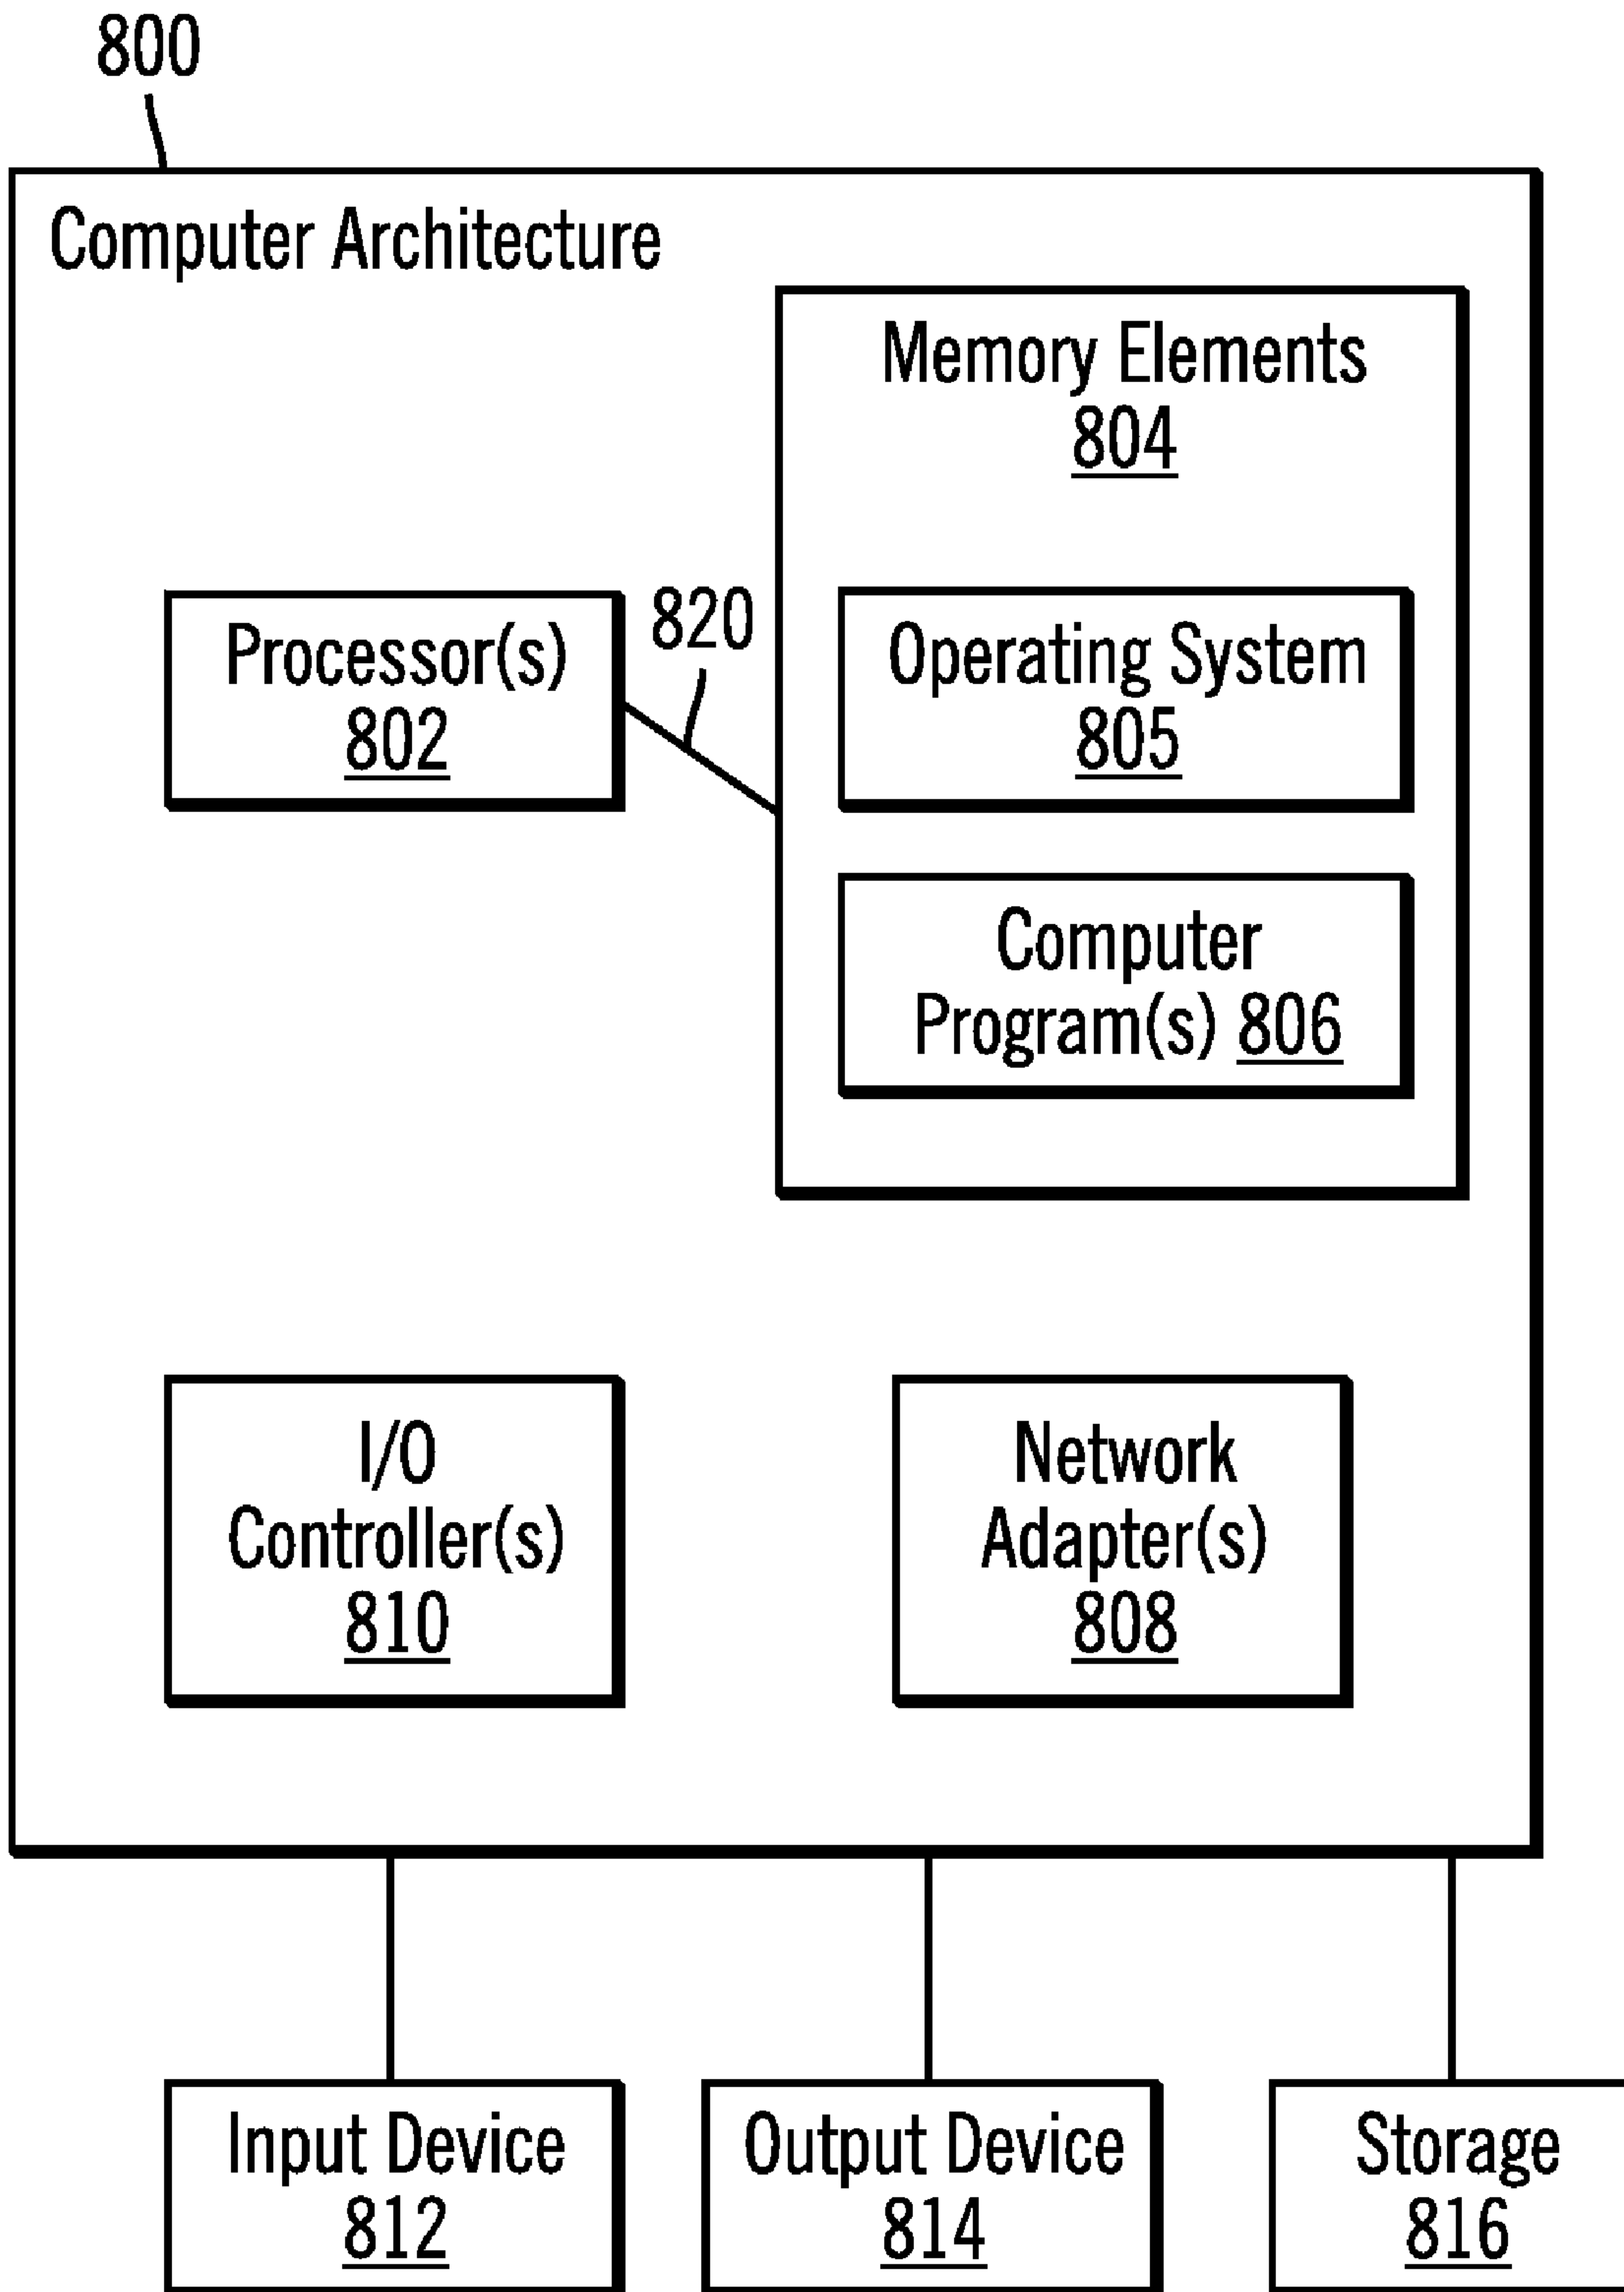 800
Computer Architecture
Memory Elements
804
Processor(s)
802
820
Operating System
805
Computer
Program(s) 806
I/O
Controller(s)
810
Network
Adapter(s)
808
Input Device
812
Output Device
814
Storage
816